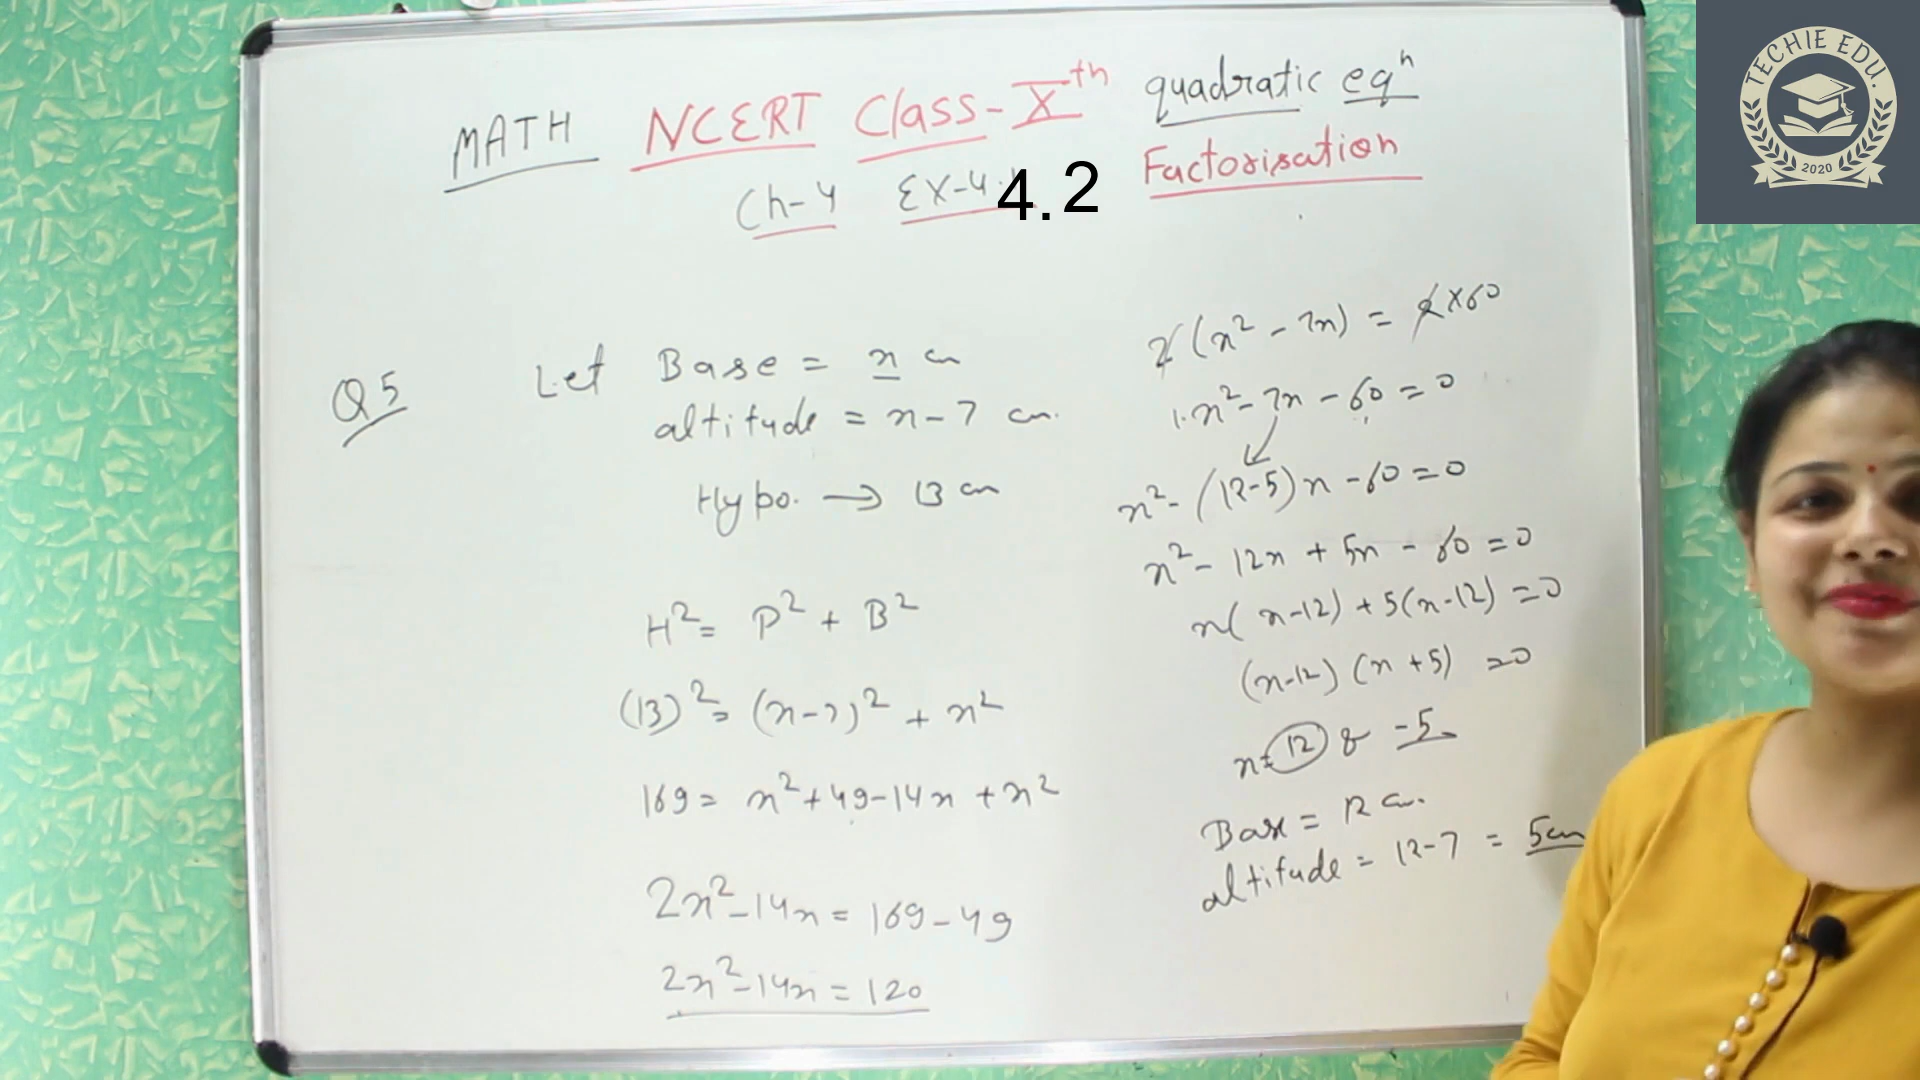 MATH NCERT Class-Xth quadratic eqn
Factorisation
Ch-4 Ex-4. 4.2
TECHIE EDU.
2020
Q5
Let Base = x cm
altitude = x-7 cm.
Hypo. → 13 cm
H² = P² + B²
(13)² = (x-7)² + x²
169 = x²+49-14x+x²
2x²-14x = 169-49
2x²-14x = 120
2(x² - 7x) = 2x60
1.x²-7x-60=0
x²-(12-5)x-60=0
x²-12x+5x-60=0
x(x-12)+5(x-12)=0
(x-12)(x+5)=0
x=12 & -5
Base = 12 cm.
altitude = 12-7 = 5cm